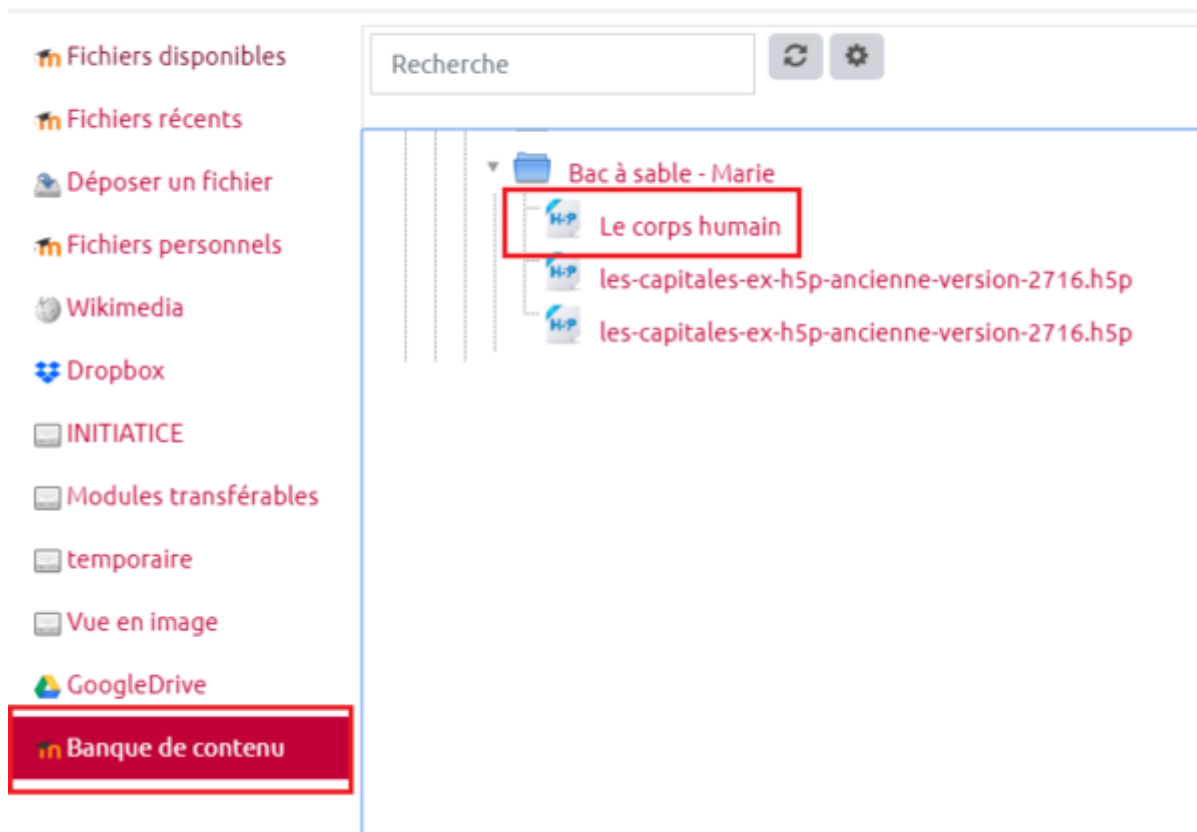 Fichiers disponibles
Fichiers récents
Déposer un fichier
Fichiers personnels
Wikimedia
Dropbox
INITIATICE
Modules transférables
temporaire
Vue en image
GoogleDrive
Banque de contenu
Recherche
Bac à sable - Marie
H-P Le corps humain
H-P les-capitales-ex-h5p-ancienne-version-2716.h5p
H-P les-capitales-ex-h5p-ancienne-version-2716.h5p